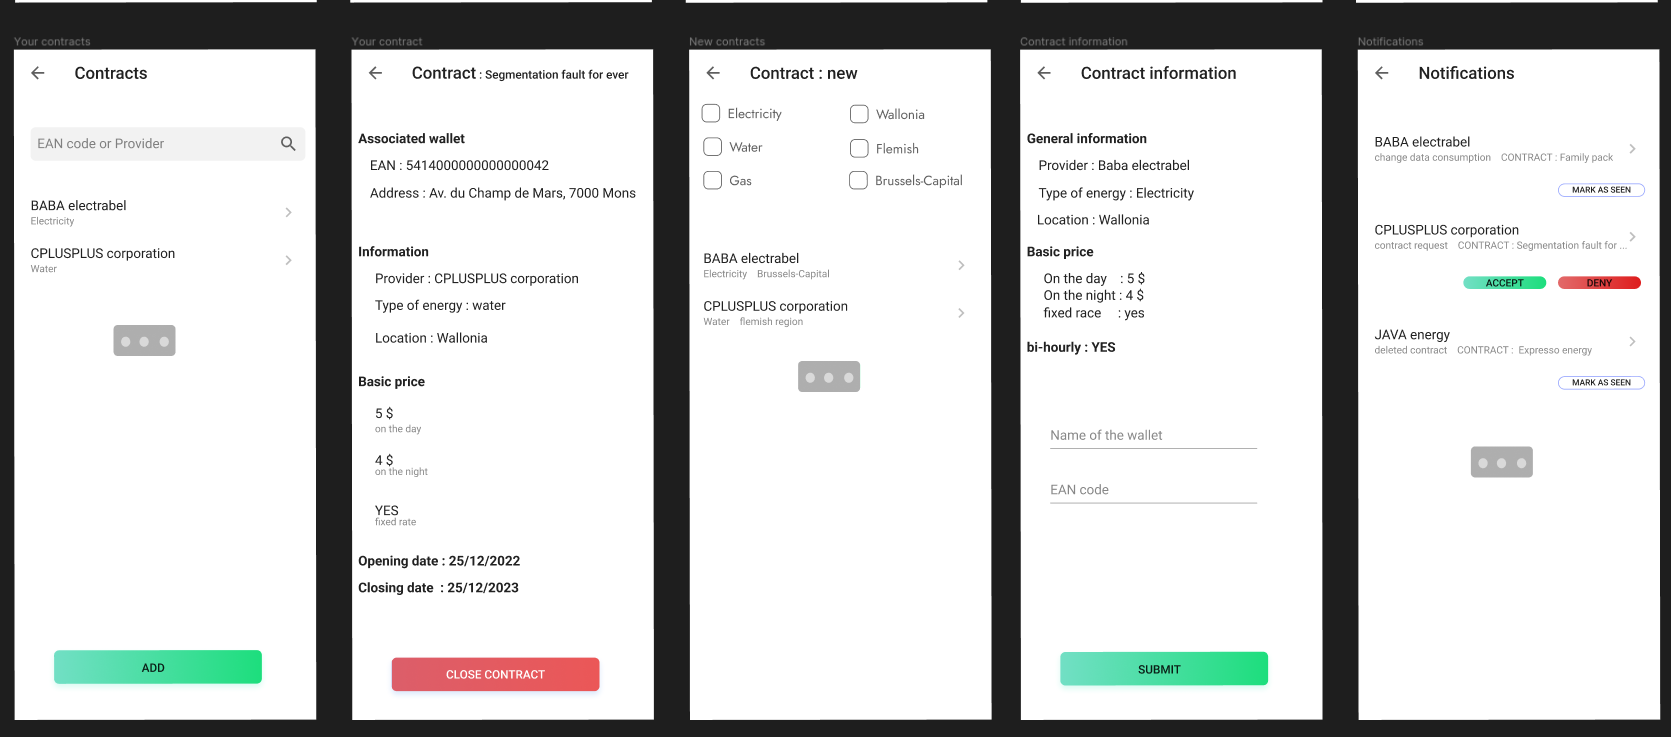 Your contracts
Contracts
EAN code or Provider
BABA electrabel
Electricity
CPLUSPLUS corporation
Water
ADD
Your contract
Contract : Segmentation fault for ever
Associated wallet
EAN : 5414000000000000042
Address : Av. du Champ de Mars, 7000 Mons
Information
Provider : CPLUSPLUS corporation
Type of energy : water
Location : Wallonia
Basic price
5 $
on the day
4 $
on the night
YES
fixed rate
Opening date : 25/12/2022
Closing date : 25/12/2023
CLOSE CONTRACT
New contracts
Contract : new
Electricity Wallonia
Water Flemish
Gas Brussels-Capital
BABA electrabel
Electricity Brussels-Capital
CPLUSPLUS corporation
Water flemish region
Contract information
Contract information
General information
Provider : Baba electrabel
Type of energy : Electricity
Location : Wallonia
Basic price
On the day : 5 $
On the night : 4 $
fixed race : yes
bi-hourly : YES
Name of the wallet
EAN code
SUBMIT
Notifications
Notifications
BABA electrabel
change data consumption CONTRACT : Family pack
MARK AS SEEN
CPLUSPLUS corporation
contract request CONTRACT : Segmentation fault for ...
ACCEPT DENY
JAVA energy
deleted contract CONTRACT : Expresso energy
MARK AS SEEN